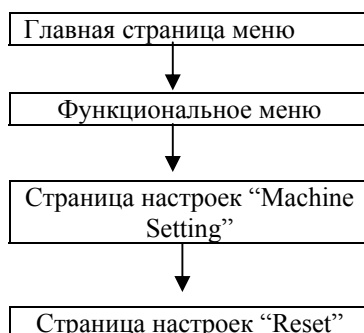 Главная страница меню
Функциональное меню
Страница настроек “Machine
Setting”
Страница настроек “Reset”